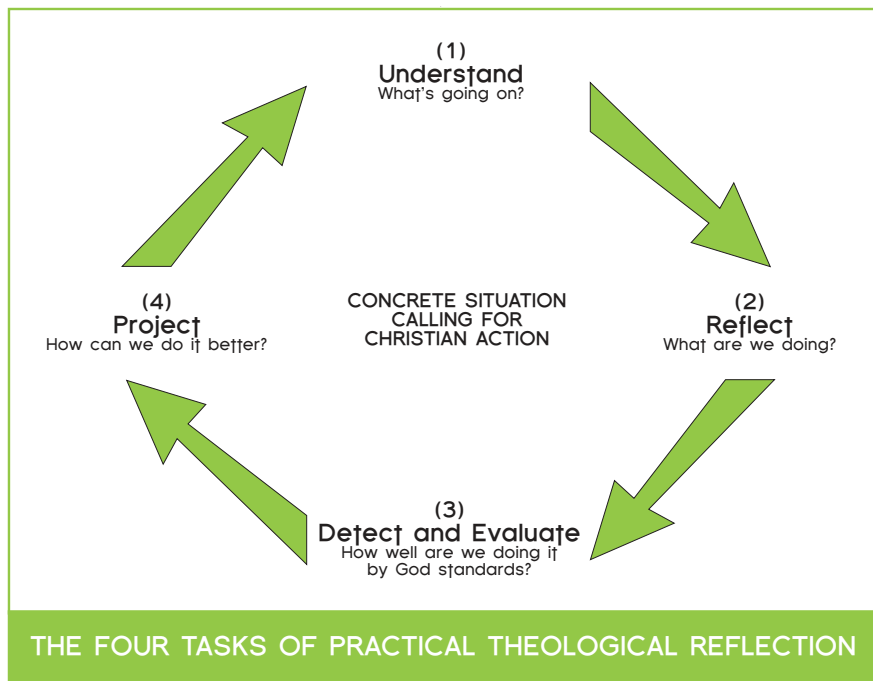 (1)
Understand
What's going on?
CONCRETE SITUATION
CALLING FOR
CHRISTIAN ACTION
(2)
Reflect
What are we doing?
(3)
Detect and Evaluate
How well are we doing it
by God standards?
(4)
Project
How can we do it better?
THE FOUR TASKS OF PRACTICAL THEOLOGICAL REFLECTION